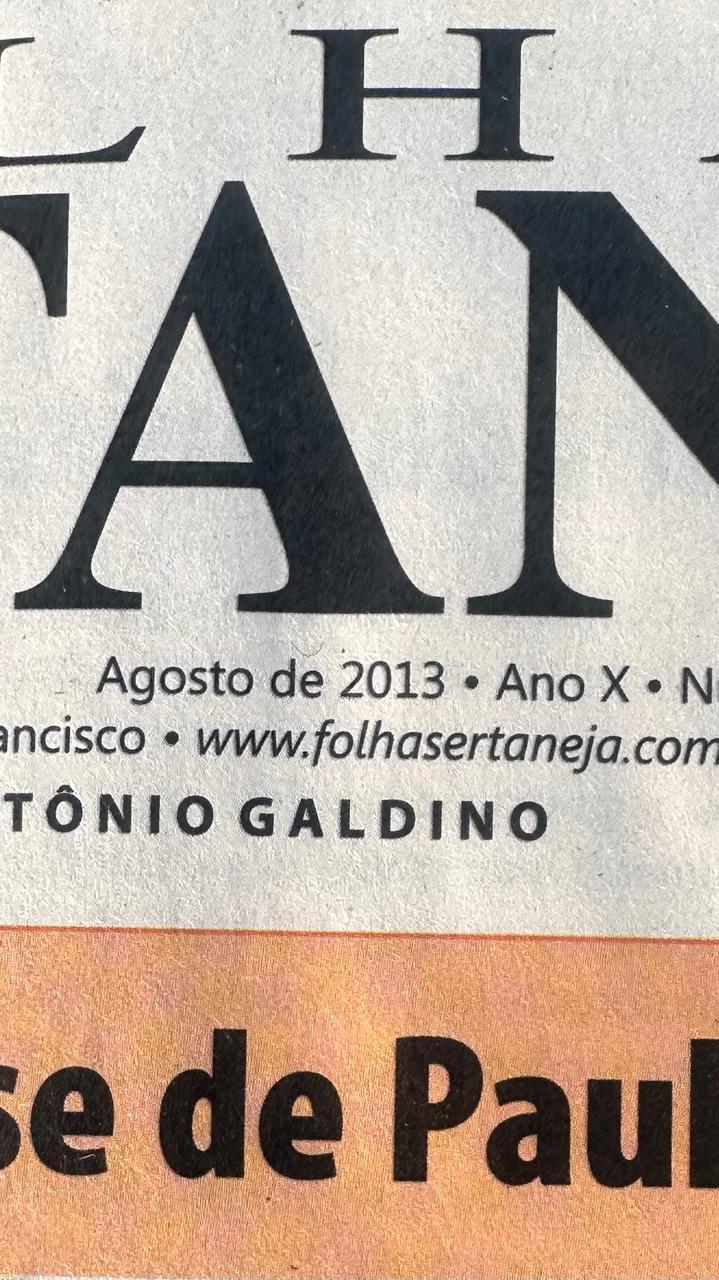 L H
TAN
Agosto de 2013 • Ano X • N
ancisco • www.folhasertaneja.com
TÔNIO GALDINO
se de Paul